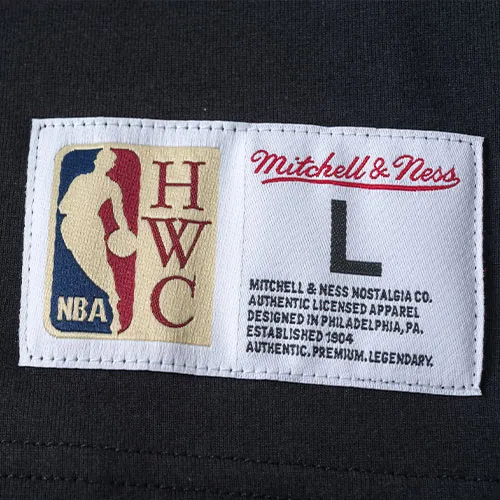 NBA
H
W
C
Mitchell & Ness
L
MITCHELL & NESS NOSTALGIA CO.
AUTHENTIC LICENSED APPAREL
DESIGNED IN PHILADELPHIA, PA.
ESTABLISHED 1904
AUTHENTIC. PREMIUM. LEGENDARY.